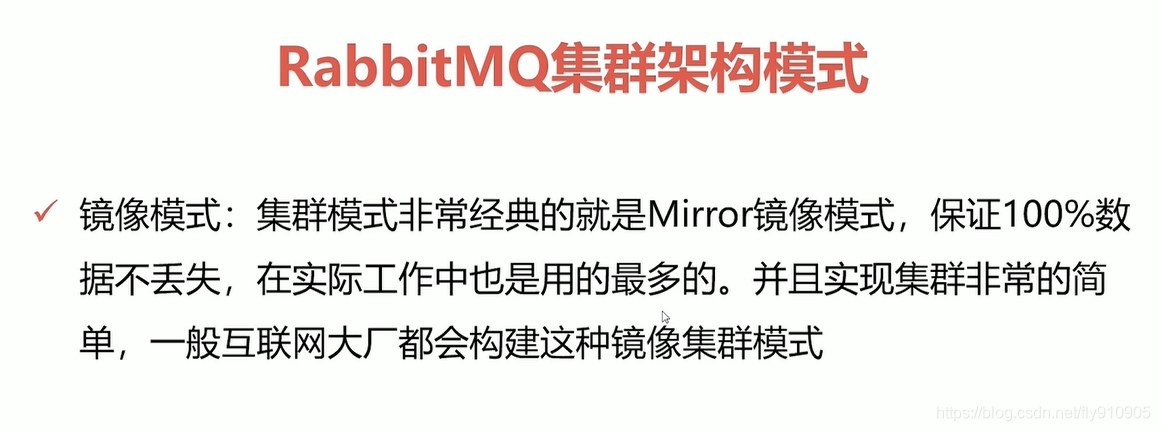 RabbitMQ集群架构模式
✓ 镜像模式：集群模式非常经典的就是Mirror镜像模式，保证100%数
据不丢失，在实际工作中也是用的最多的。并且实现集群非常的简
单，一般互联网大厂都会构建这种镜像集群模式
https://blog.csdn.net/fly910905